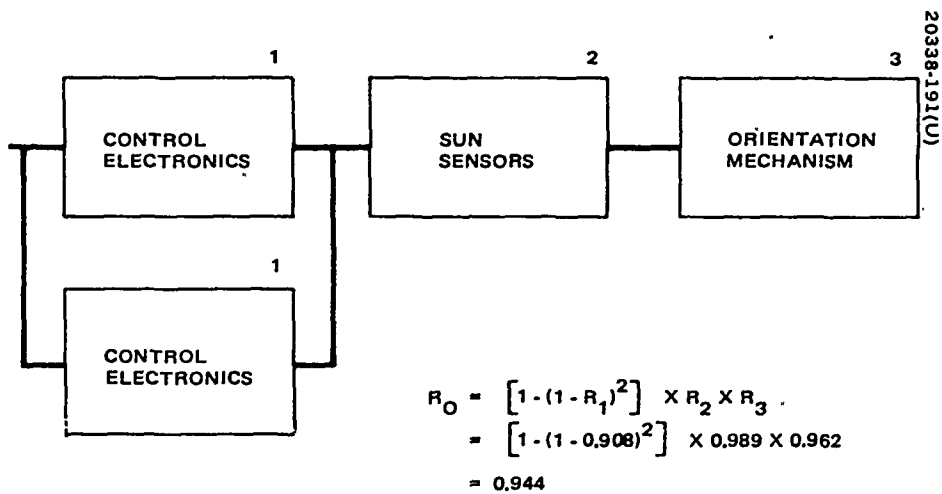 20338-191(U)
1
CONTROL
ELECTRONICS
2
SUN
SENSORS
3
ORIENTATION
MECHANISM
1
CONTROL
ELECTRONICS
R_O = [1 - (1 - R_1)^2] X R_2 X R_3
= [1 - (1 - 0.908)^2] X 0.989 X 0.962
= 0.944